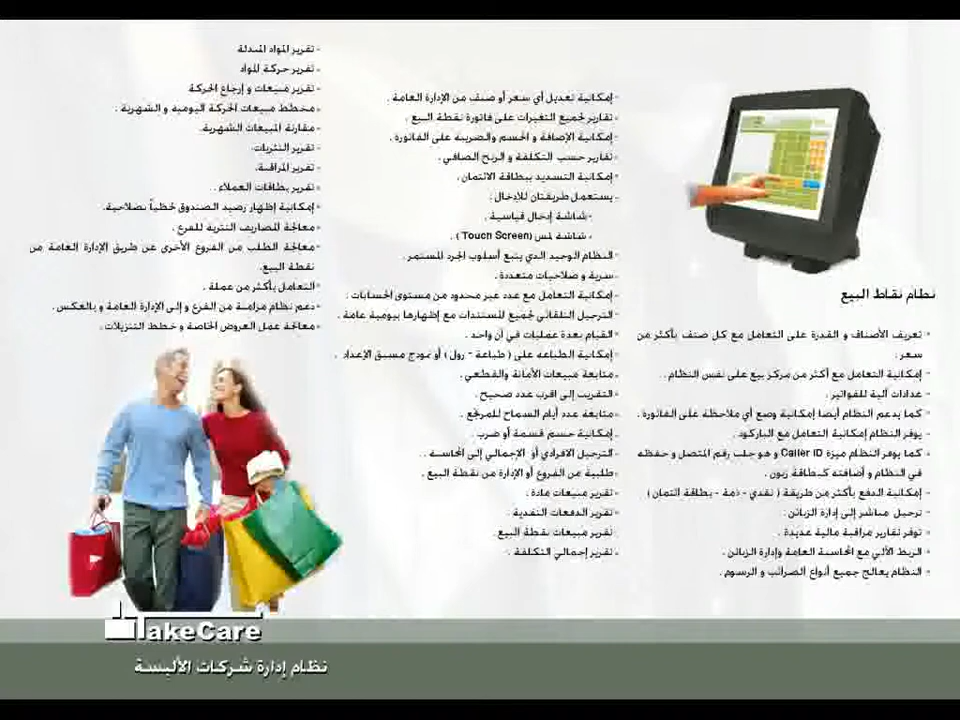 نظام نقاط البيع
- تعريف الأصناف و القدرة على التعامل مع كل صنف بأكثر من
سعر .
- إمكانية التعامل مع أكثر من مركز بيع على نفس النظام . .
- عدادات آلية للفواتير .
- كما يدعم النظام أيضا إمكانية وضع أي ملاحظة على الفاتورة .
- يوفر النظام إمكانية التعامل مع الباركود .
- كما يوفر النظام ميزة Caller ID و هو جلب رقم المتصل و حفظه
في النظام و أضافته كبطاقة زبون .
- إمكانية الدفع بأكثر من طريقة ( نقدي - ذمة - بطاقة ائتمان )
- ترحيل مباشر إلى إدارة الزبائن .
- توفر تقارير مراقبة مالية عديدة .
- الربط الآلي مع المحاسبة العامة وإدارة الزبائن .
- النظام يعالج جميع أنواع الضرائب و الرسوم .
- إمكانية تعديل أي سعر أو صنف من الإدارة العامة .
- تقارير لجميع التغيرات على فاتورة نقطة البيع .
- إمكانية الإضافة و الحسم والضريبة على الفاتورة .
- تقارير حسب التكلفة و الربح الصافي .
- إمكانية التسديد ببطاقة الائتمان .
- يستعمل طريقتان للإدخال :
- شاشة إدخال قياسية .
- شاشة لمس (Touch Screen ) .
- النظام الوحيد الذي يتبع أسلوب الجرد المستمر .
- سرية و صلاحيات متعددة .
- إمكانية التعامل مع عدد غير محدود من مستوى الحسابات .
- الترحيل التلقائي لجميع المستندات مع إظهارها بيومية عامة .
- القيام بعدة عمليات في آن واحد .
- إمكانية الطباعة على ( طباعة - رول ) أو نموذج مسبق الإعداد .
- متابعة مبيعات الأمانة والقطعي .
- التقريب إلى اقرب عدد صحيح .
- متابعة عدد أيام السماح للمرتجع .
- إمكانية حسم قسمة أو ضرب .
- الترحيل الافرادي أو الإجمالي إلى المحاسبة . .
- طلبية من الفروع أو الإدارة من نقطة البيع .
- تقرير مبيعات مادة .
- تقرير الدفعات النقدية .
- تقرير مبيعات نقطة البيع
- تقرير إجمالي التكلفة .
- تقرير المواد المبدلة
- تقرير حركة المواد
- تقرير مبيعات و إرجاع الحركة
- مخطط مبيعات الحركة اليومية و الشهرية .
- مقارنة المبيعات الشهرية.
- تقرير النثريات.
- تقرير المراقبة.
- تقرير بطاقات العملاء . .
- إمكانية إظهار رصيد الصندوق لحظياً بصلاحية.
- معالجة المصاريف النثرية للفرع .
- معالجة الطلب من الفروع الأخرى عن طريق الإدارة العامة من
نقطة البيع.
- التعامل بأكثر من عملة .
- دعم نظام مزامنة من الفرع و إلى الإدارة العامة و بالعكس .
- معالجة عمل العروض الخاصة و خطط التنزيلات .
TakeCare
نظام إدارة شركات الألبسة